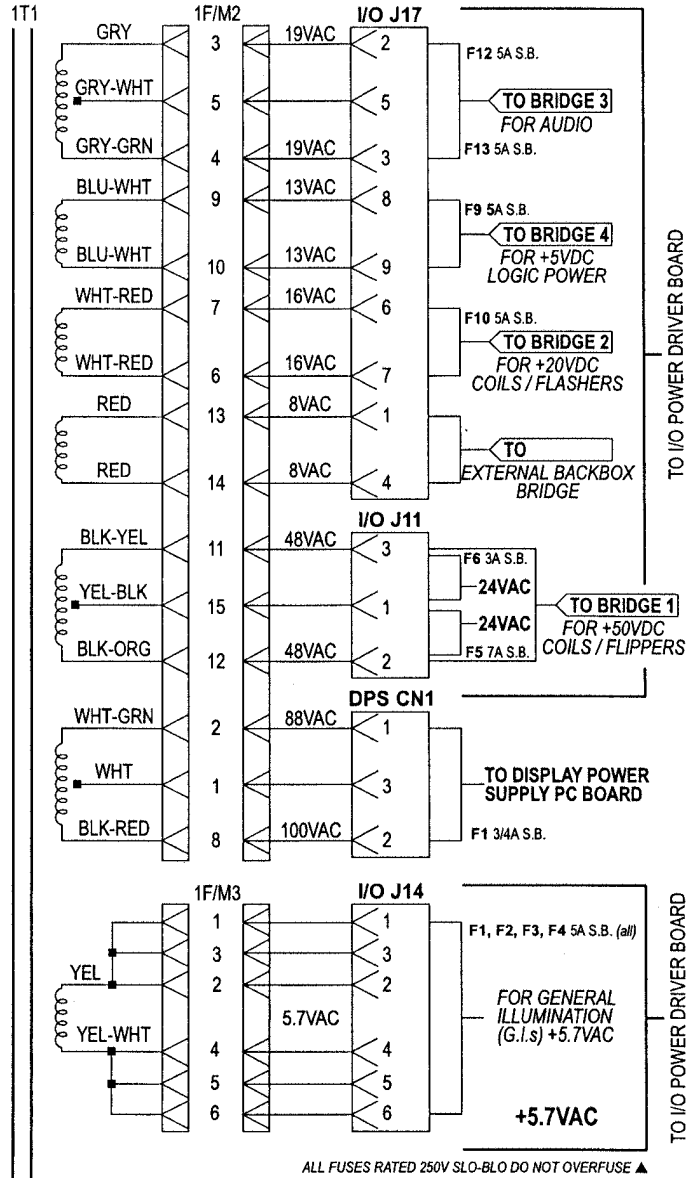 1T1 1F/M2 I/O J17
GRY 3 19VAC 2
F12 5A S.B.
GRY-WHT 5 5
TO BRIDGE 3
FOR AUDIO
GRY-GRN 4 19VAC 3
F13 5A S.B.
BLU-WHT 9 13VAC 8
F9 5A S.B.
TO BRIDGE 4
FOR +5VDC
LOGIC POWER
BLU-WHT 10 13VAC 9
WHT-RED 7 16VAC 6
F10 5A S.B.
TO BRIDGE 2
FOR +20VDC
COILS / FLASHERS
WHT-RED 6 16VAC 7
RED 13 8VAC 1
TO
EXTERNAL BACKBOX
BRIDGE
RED 14 8VAC 4
TO I/O POWER DRIVER BOARD
I/O J11
BLK-YEL 11 48VAC 3
F6 3A S.B.
24VAC
YEL-BLK 15 1
TO BRIDGE 1
FOR +50VDC
COILS / FLIPPERS
24VAC
F5 7A S.B.
BLK-ORG 12 48VAC 2
DPS CN1
WHT-GRN 2 88VAC 1
WHT 1 3
TO DISPLAY POWER
SUPPLY PC BOARD
BLK-RED 8 100VAC 2
F1 3/4A S.B.
1F/M3 I/O J14
1 1
F1, F2, F3, F4 5A S.B. (all)
3 3
YEL 2 2
5.7VAC
FOR GENERAL
ILLUMINATION
(G.I.s) +5.7VAC
YEL-WHT 4 4
5 5
6 6
+5.7VAC
TO I/O POWER DRIVER BOARD
ALL FUSES RATED 250V SLO-BLO DO NOT OVERFUSE ▲